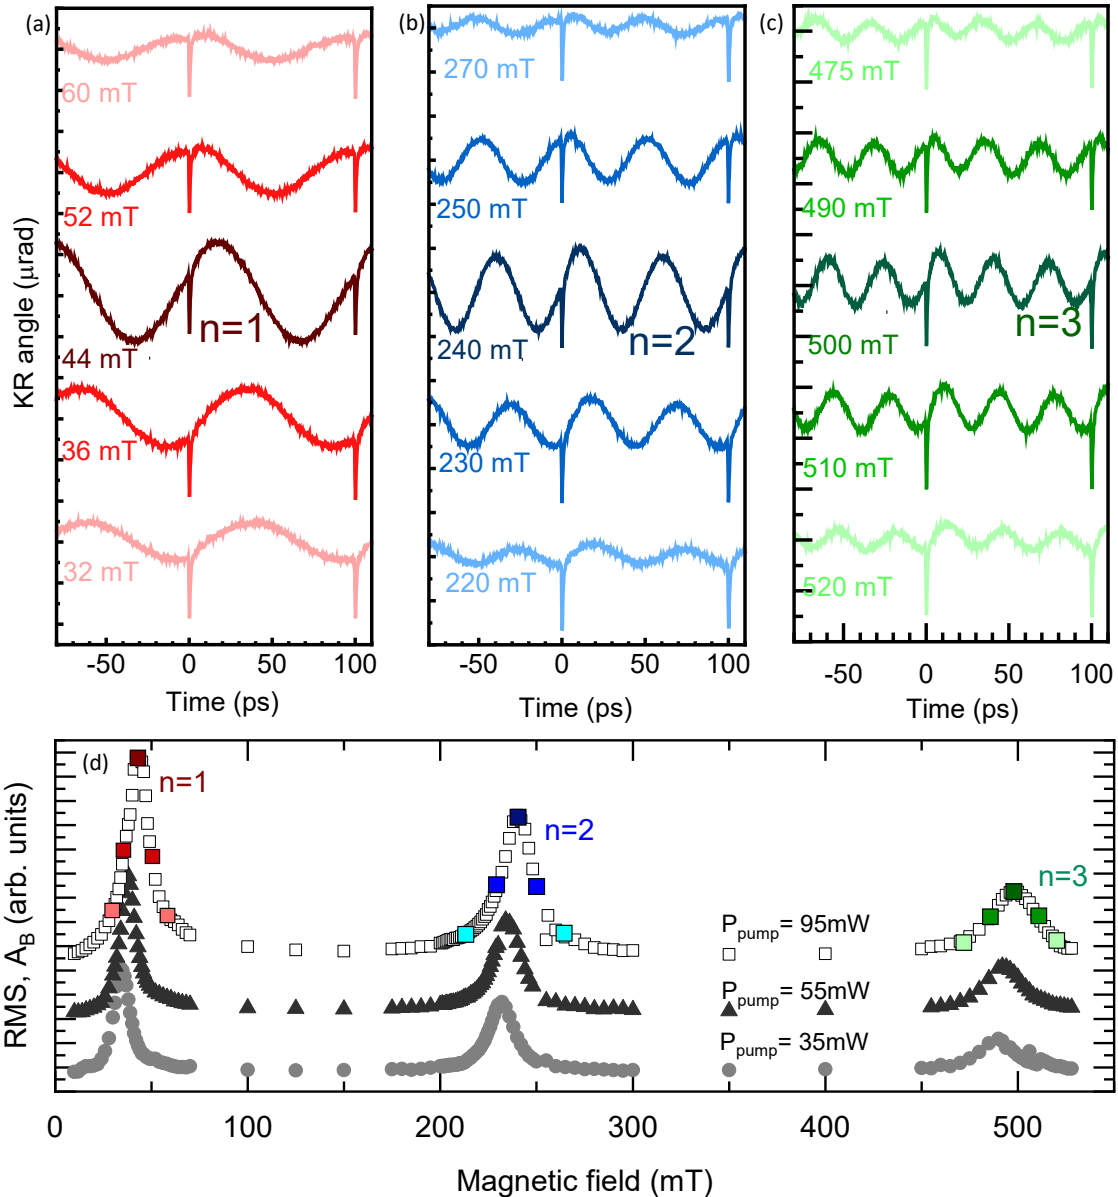 (a)
60 mT
52 mT
n=1
44 mT
36 mT
32 mT
-50 0 50 100
Time (ps)
KR angle (μrad)
(b)
270 mT
250 mT
n=2
240 mT
230 mT
220 mT
-50 0 50 100
Time (ps)
(c)
475 mT
490 mT
n=3
500 mT
510 mT
520 mT
-50 0 50 100
Time (ps)
(d)
n=1
n=2
n=3
P_pump= 95mW
P_pump= 55mW
P_pump= 35mW
RMS, A_B (arb. units)
0 100 200 300 400 500
Magnetic field (mT)